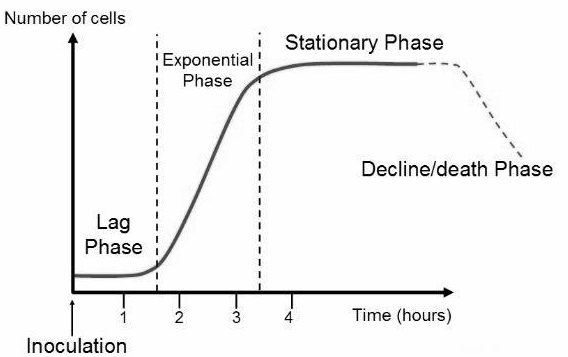 Number of cells
Stationary Phase
Exponential
Phase
Decline/death Phase
Lag
Phase
1
2
3
4
Time (hours)
Inoculation